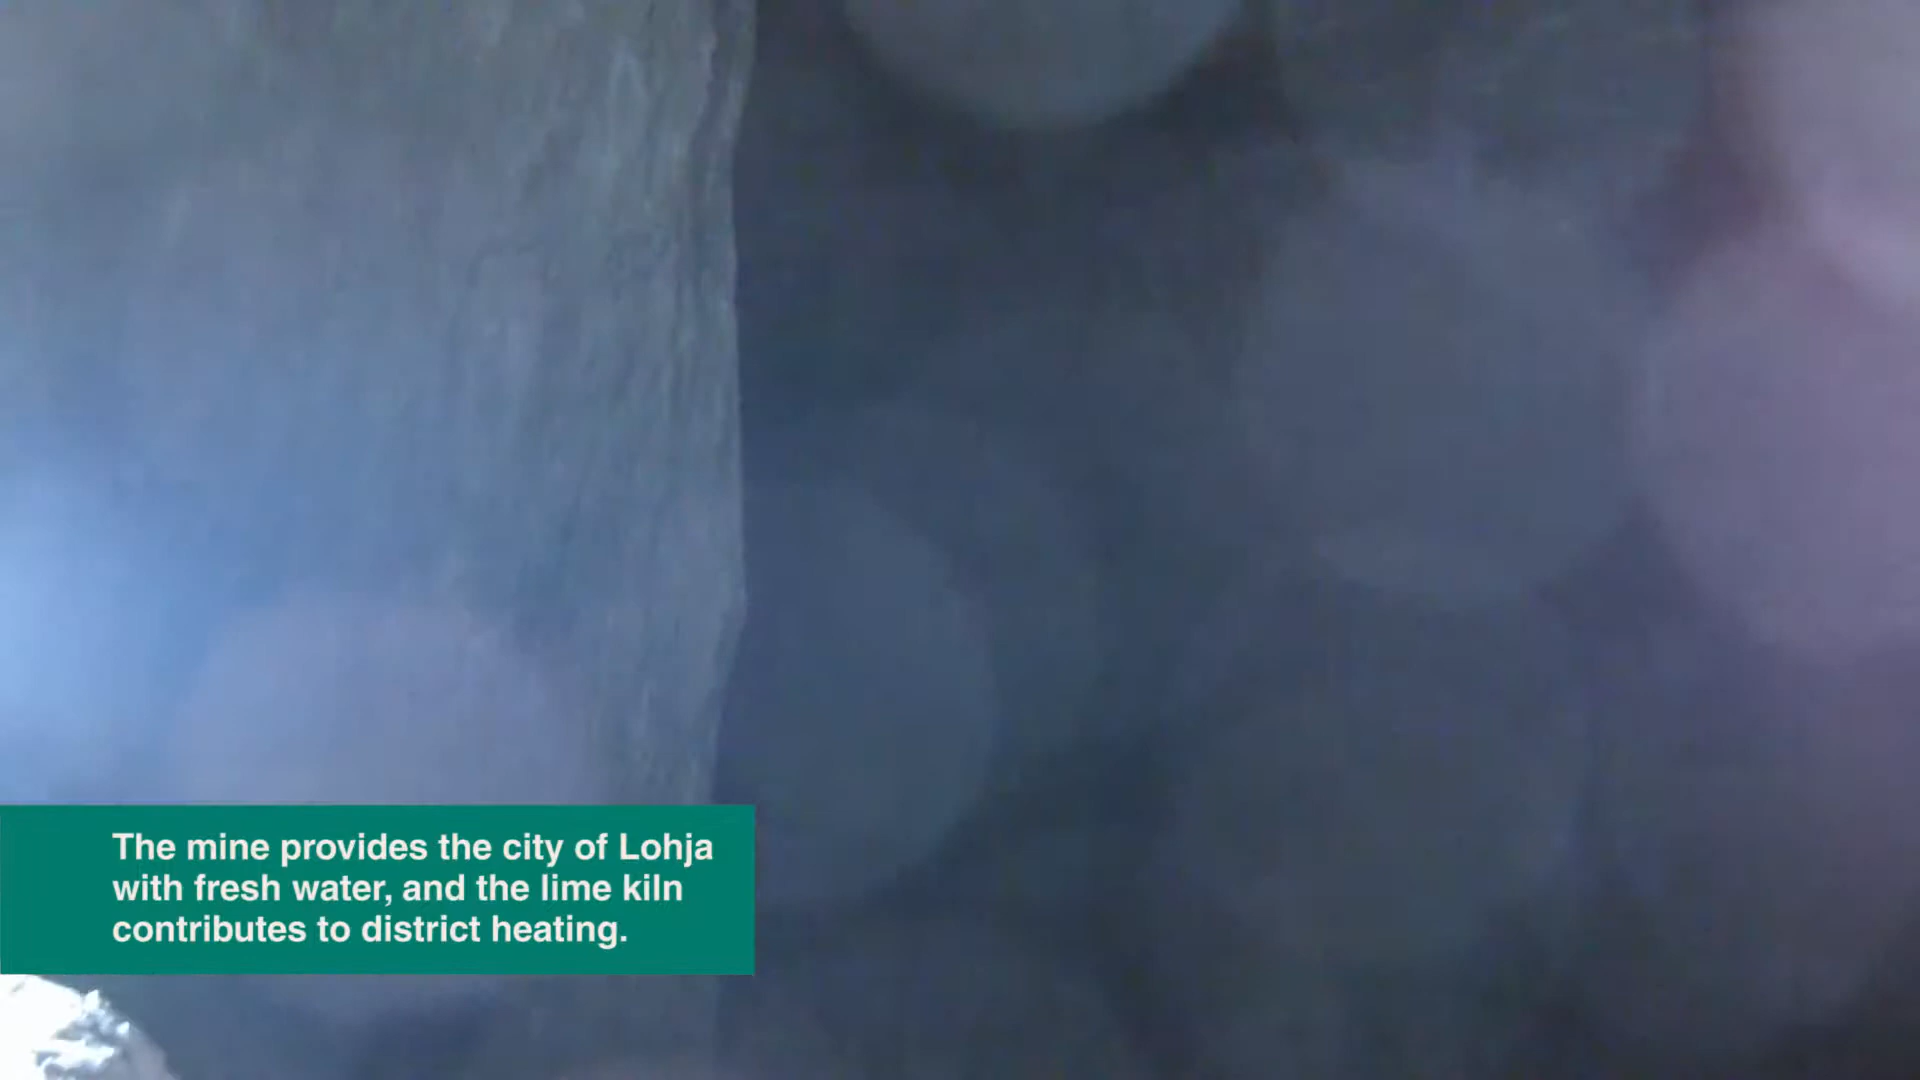 The mine provides the city of Lohja
with fresh water, and the lime kiln
contributes to district heating.